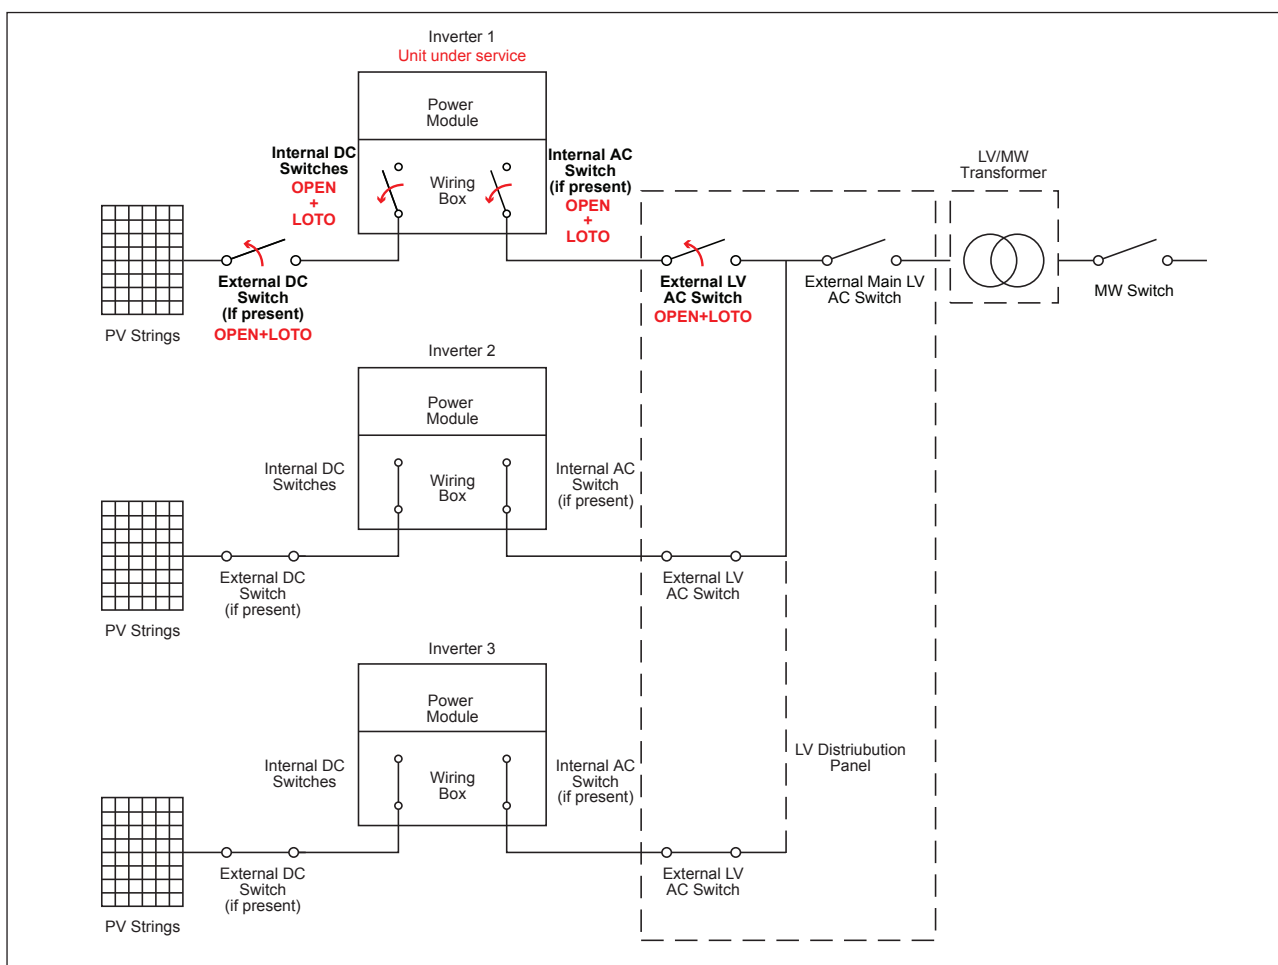 Inverter 1
Unit under service
Power
Module
Internal DC
Switches
OPEN
+
LOTO
Wiring
Box
Internal AC
Switch
(if present)
OPEN
+
LOTO
LV/MW
Transformer
External DC
Switch
(If present)
OPEN+LOTO
External LV
AC Switch
OPEN+LOTO
External Main LV
AC Switch
MW Switch
PV Strings
Inverter 2
Power
Module
Internal DC
Switches
Wiring
Box
Internal AC
Switch
(if present)
External DC
Switch
(if present)
External LV
AC Switch
PV Strings
Inverter 3
Power
Module
Internal DC
Switches
Wiring
Box
Internal AC
Switch
(if present)
LV Distriubution
Panel
External DC
Switch
(if present)
External LV
AC Switch
PV Strings